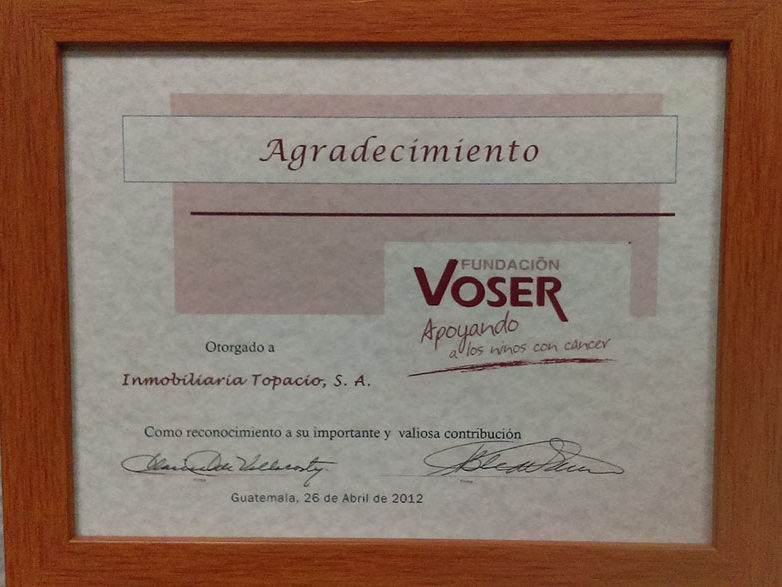 Agradecimiento
FUNDACIÓN
VOSER
Apoyando
a los niños con cáncer
Otorgado a
Inmobiliaria Topacio, S. A.
Como reconocimiento a su importante y valiosa contribución
Guatemala, 26 de Abril de 2012